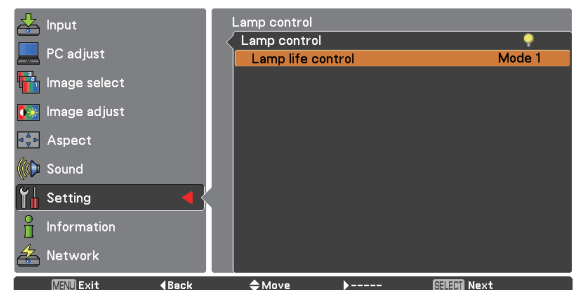 Input
PC adjust
Image select
Image adjust
Aspect
Sound
Setting
Information
Network
Lamp control
Lamp control
Lamp life control Mode 1
MENU Exit Back Move ----- SELECT Next